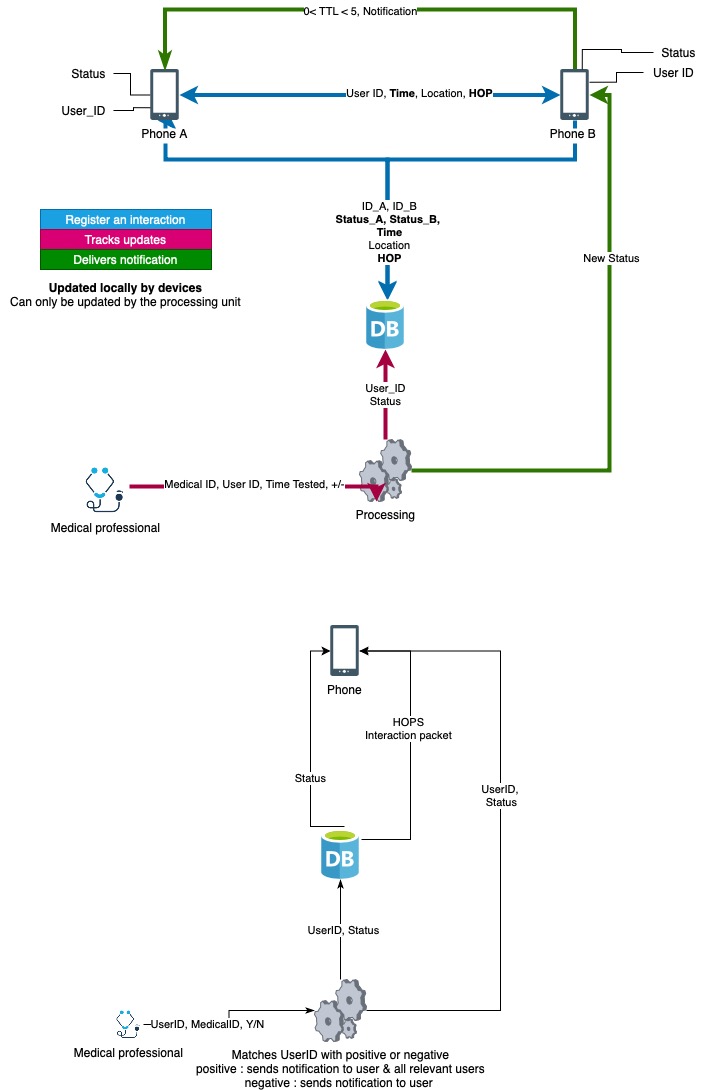 0< TTL < 5, Notification
Status
Status
User ID
User ID, Time, Location, HOP
User_ID
Phone A
Phone B
ID_A, ID_B
Status_A, Status_B,
Time
Location
HOP
Register an interaction
Tracks updates
Delivers notification
New Status
Updated locally by devices
Can only be updated by the processing unit
DB
User_ID
Status
Medical ID, User ID, Time Tested, +/-
Processing
Medical professional
Phone
HOPS
Interaction packet
Status
UserID,
Status
DB
UserID, Status
UserID, MedicalID, Y/N
Medical professional
Matches UserID with positive or negative
positive : sends notification to user & all relevant users
negative : sends notification to user